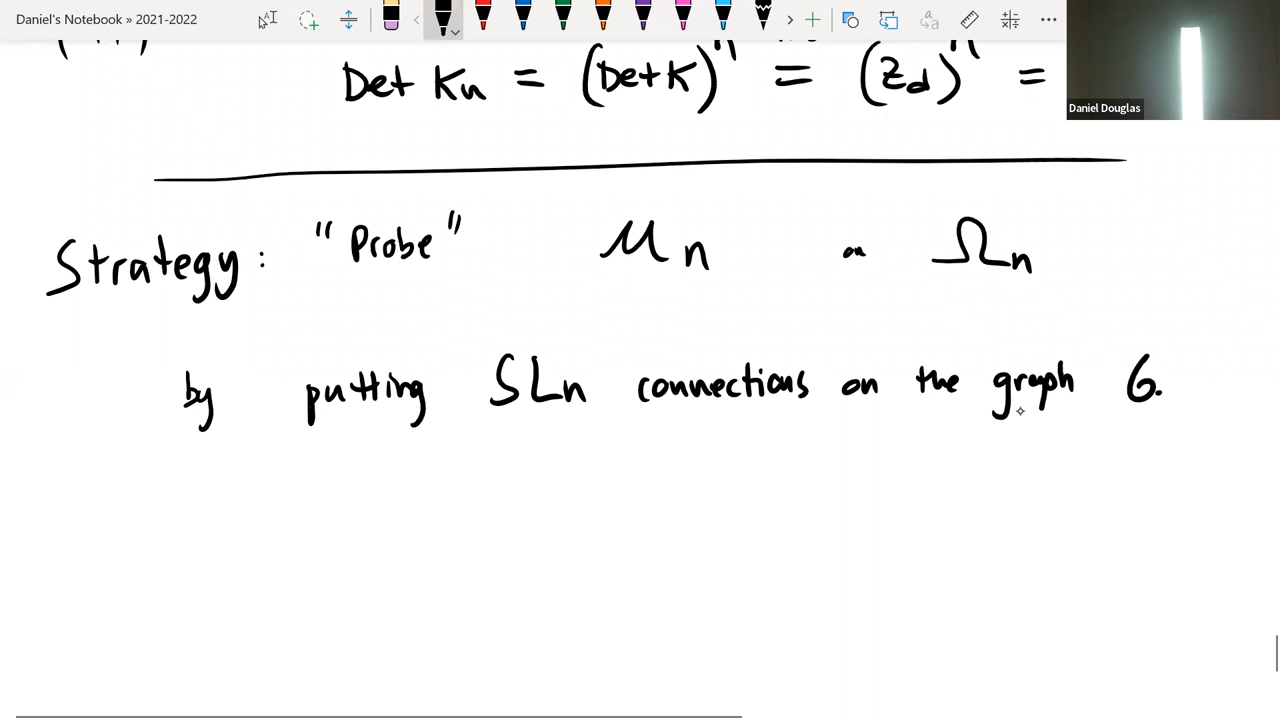 Daniel's Notebook » 2021-2022
Daniel Douglas
Det Kn = (Det K)^n = (Zd)^n =
Strategy: "Probe" μn on Ωn
by putting SLn connections on the graph G.